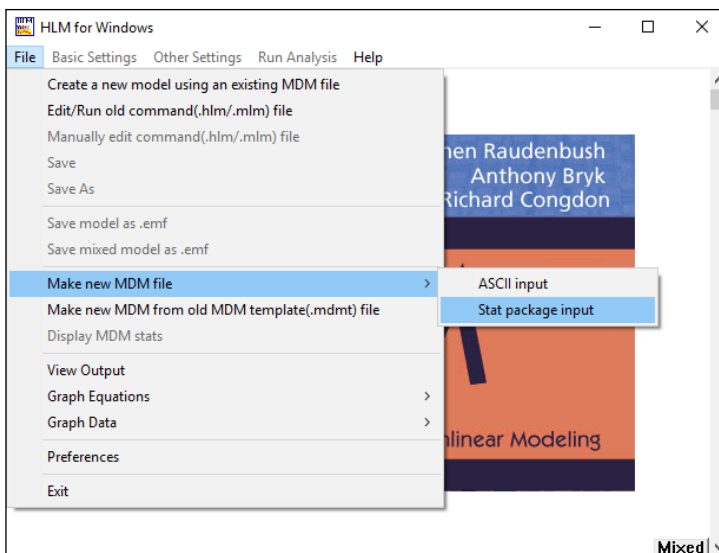 HLM for Windows
File Basic Settings Other Settings Run Analysis Help
Create a new model using an existing MDM file
Edit/Run old command(.hlm/.mlm) file
Manually edit command(.hlm/.mlm) file
Save
Save As
Save model as .emf
Save mixed model as .emf
Make new MDM file
ASCII input
Stat package input
Make new MDM from old MDM template(.mdmt) file
Display MDM stats
View Output
Graph Equations
Graph Data
Preferences
Exit
hen Raudenbush
Anthony Bryk
Richard Congdon
nlinear Modeling
Mixed